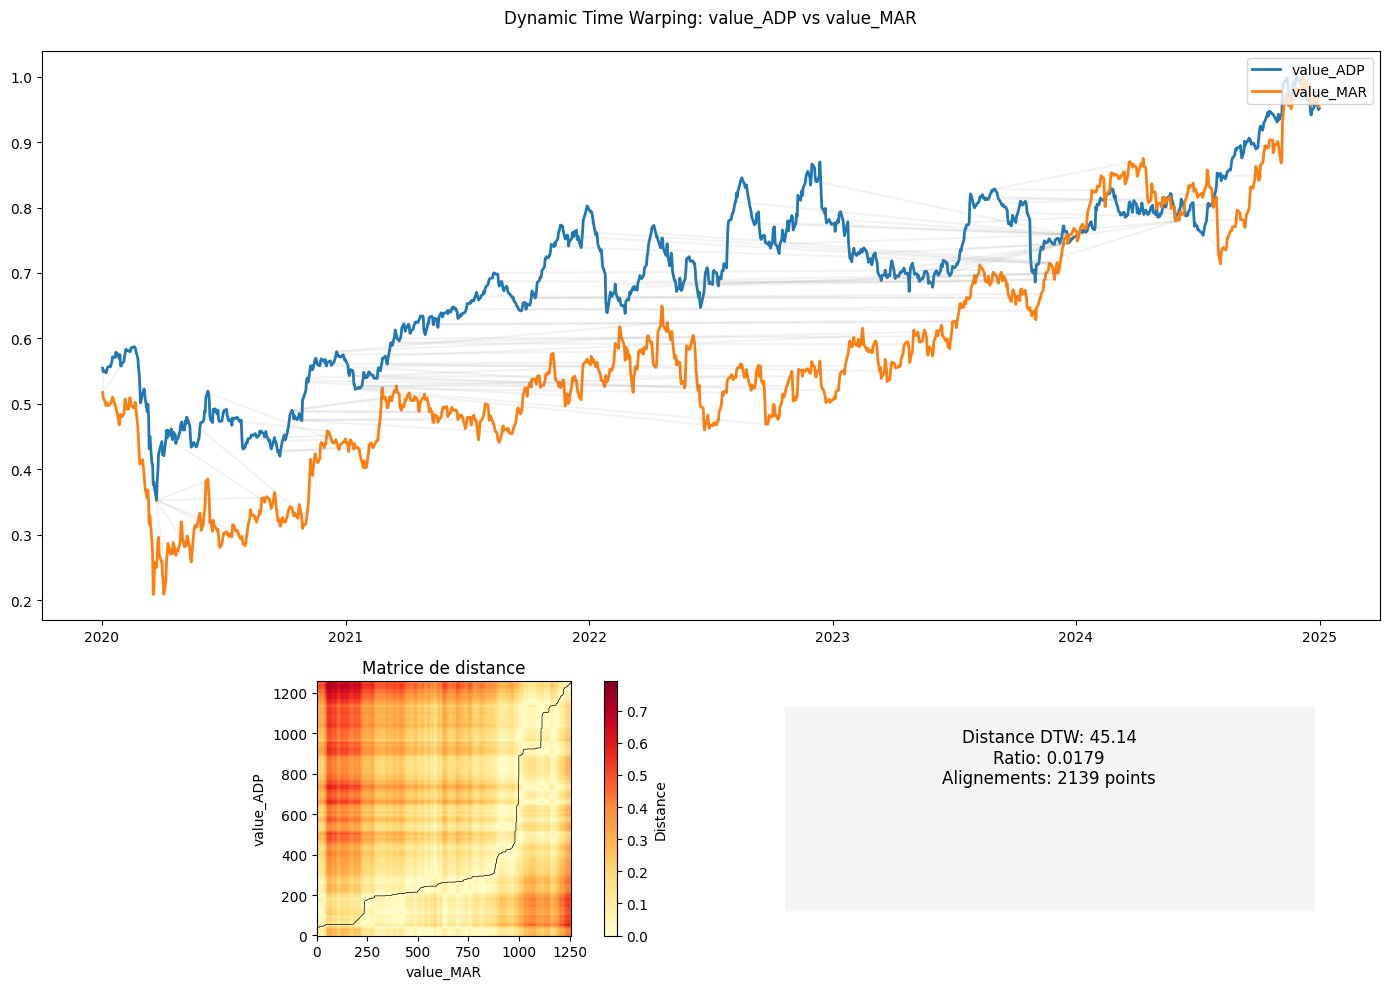 Dynamic Time Warping: value_ADP vs value_MAR
value_ADP
value_MAR
1.0
0.9
0.8
0.7
0.6
0.5
0.4
0.3
0.2
2020 2021 2022 2023 2024 2025
Matrice de distance
value_ADP
1200
1000
800
600
400
200
0
0 250 500 750 1000 1250
value_MAR
0.7
0.6
0.5
0.4
0.3
0.2
0.1
0.0
Distance
Distance DTW: 45.14
Ratio: 0.0179
Alignements: 2139 points